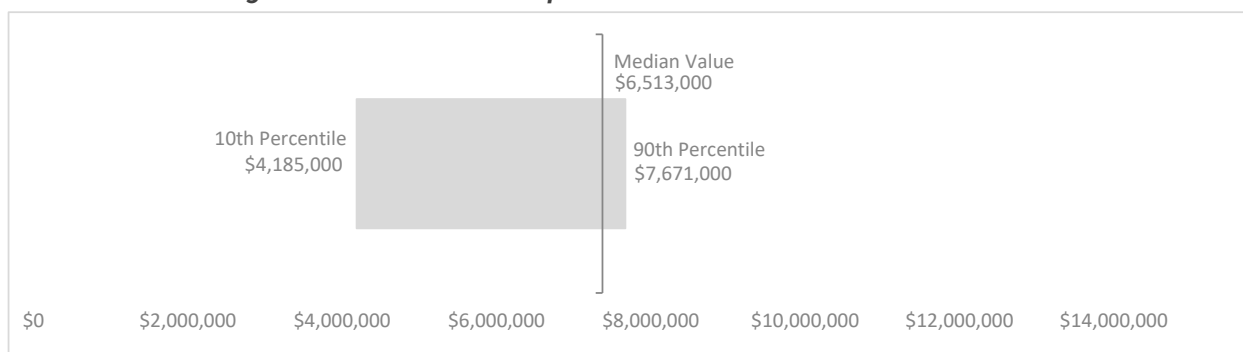 Median Value
$6,513,000
10th Percentile
$4,185,000
90th Percentile
$7,671,000
$0 $2,000,000 $4,000,000 $6,000,000 $8,000,000 $10,000,000 $12,000,000 $14,000,000